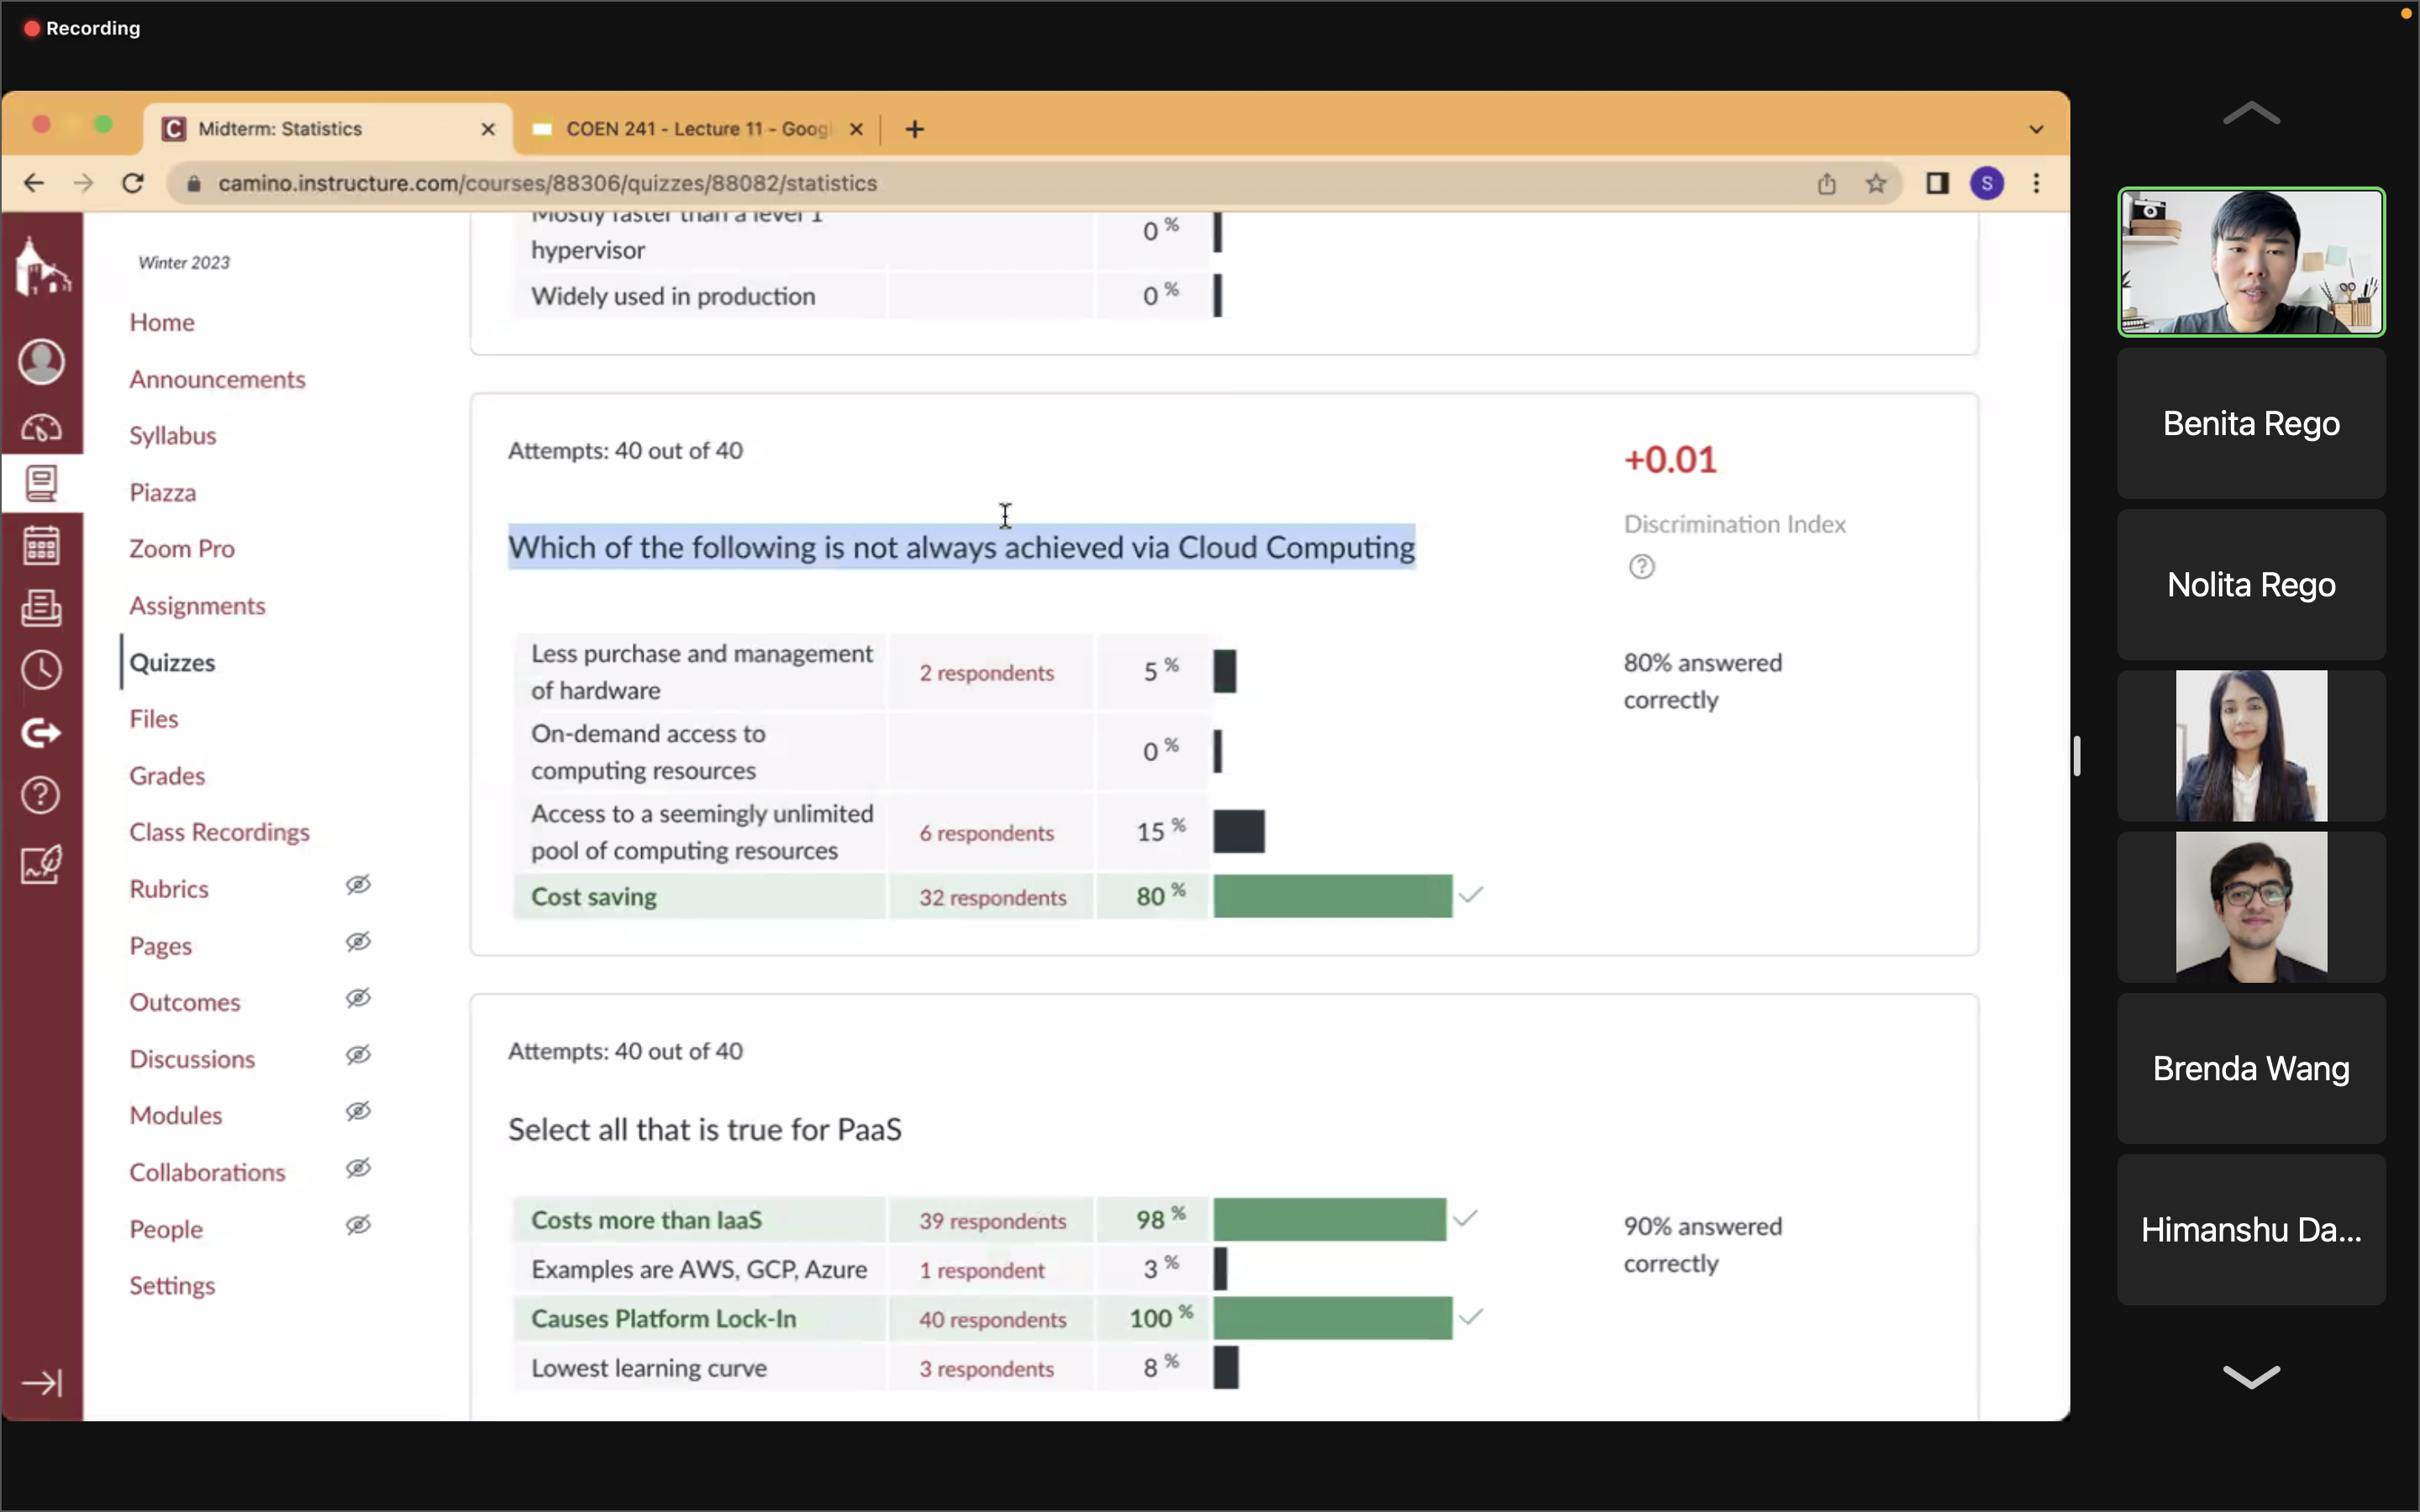 Recording
Midterm: Statistics
COEN 241 - Lecture 11 - Goog
camino.instructure.com/courses/88306/quizzes/88082/statistics
S
Winter 2023
Home
Announcements
Syllabus
Piazza
Zoom Pro
Assignments
Quizzes
Files
Grades
Class Recordings
Rubrics
Pages
Outcomes
Discussions
Modules
Collaborations
People
Settings
Mostly faster than a level 1
hypervisor
0 %
Widely used in production
0 %
Attempts: 40 out of 40
+0.01
Discrimination Index
Which of the following is not always achieved via Cloud Computing
80% answered
correctly
Less purchase and management
of hardware
2 respondents
5 %
On-demand access to
computing resources
0 %
Access to a seemingly unlimited
pool of computing resources
6 respondents
15 %
Cost saving
32 respondents
80 %
Attempts: 40 out of 40
Select all that is true for PaaS
90% answered
correctly
Costs more than IaaS
39 respondents
98 %
Examples are AWS, GCP, Azure
1 respondent
3 %
Causes Platform Lock-In
40 respondents
100 %
Lowest learning curve
3 respondents
8 %
Benita Rego
Nolita Rego
Brenda Wang
Himanshu Da...